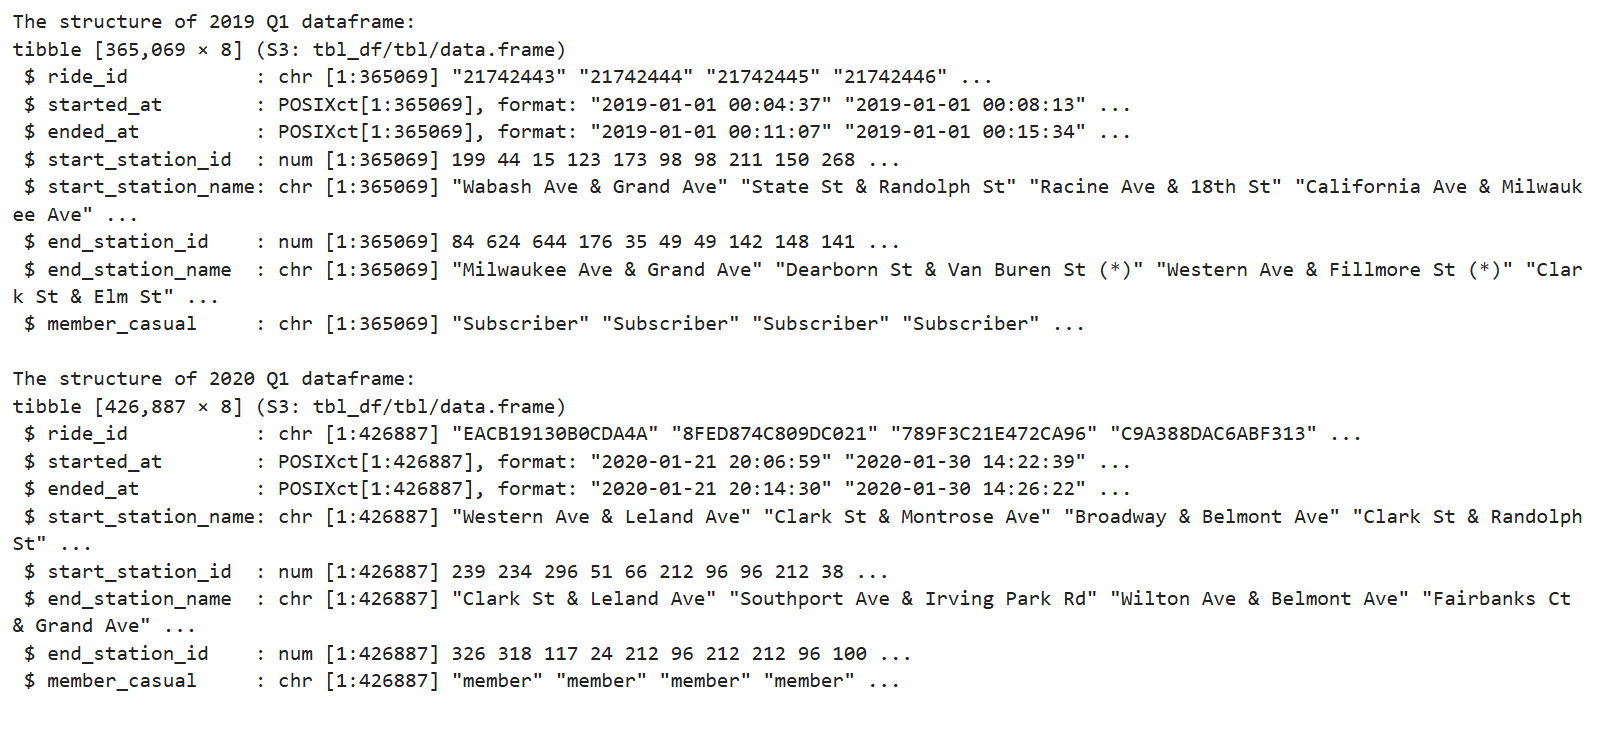 The structure of 2019 Q1 dataframe:
tibble [365,069 × 8] (S3: tbl_df/tbl/data.frame)
 $ ride_id           : chr [1:365069] "21742443" "21742444" "21742445" "21742446" ...
 $ started_at        : POSIXct[1:365069], format: "2019-01-01 00:04:37" "2019-01-01 00:08:13" ...
 $ ended_at          : POSIXct[1:365069], format: "2019-01-01 00:11:07" "2019-01-01 00:15:34" ...
 $ start_station_id  : num [1:365069] 199 44 15 123 173 98 98 211 150 268 ...
 $ start_station_name: chr [1:365069] "Wabash Ave & Grand Ave" "State St & Randolph St" "Racine Ave & 18th St" "California Ave & Milwauk
ee Ave" ...
 $ end_station_id    : num [1:365069] 84 624 644 176 35 49 49 142 148 141 ...
 $ end_station_name  : chr [1:365069] "Milwaukee Ave & Grand Ave" "Dearborn St & Van Buren St (*)" "Western Ave & Fillmore St (*)" "Clar
k St & Elm St" ...
 $ member_casual     : chr [1:365069] "Subscriber" "Subscriber" "Subscriber" "Subscriber" ...

The structure of 2020 Q1 dataframe:
tibble [426,887 × 8] (S3: tbl_df/tbl/data.frame)
 $ ride_id           : chr [1:426887] "EACB19130B0CDA4A" "8FED874C809DC021" "789F3C21E472CA96" "C9A388DAC6ABF313" ...
 $ started_at        : POSIXct[1:426887], format: "2020-01-21 20:06:59" "2020-01-30 14:22:39" ...
 $ ended_at          : POSIXct[1:426887], format: "2020-01-21 20:14:30" "2020-01-30 14:26:22" ...
 $ start_station_name: chr [1:426887] "Western Ave & Leland Ave" "Clark St & Montrose Ave" "Broadway & Belmont Ave" "Clark St & Randolph
St" ...
 $ start_station_id  : num [1:426887] 239 234 296 51 66 212 96 96 212 38 ...
 $ end_station_name  : chr [1:426887] "Clark St & Leland Ave" "Southport Ave & Irving Park Rd" "Wilton Ave & Belmont Ave" "Fairbanks Ct
& Grand Ave" ...
 $ end_station_id    : num [1:426887] 326 318 117 24 212 96 212 212 96 100 ...
 $ member_casual     : chr [1:426887] "member" "member" "member" "member" ...